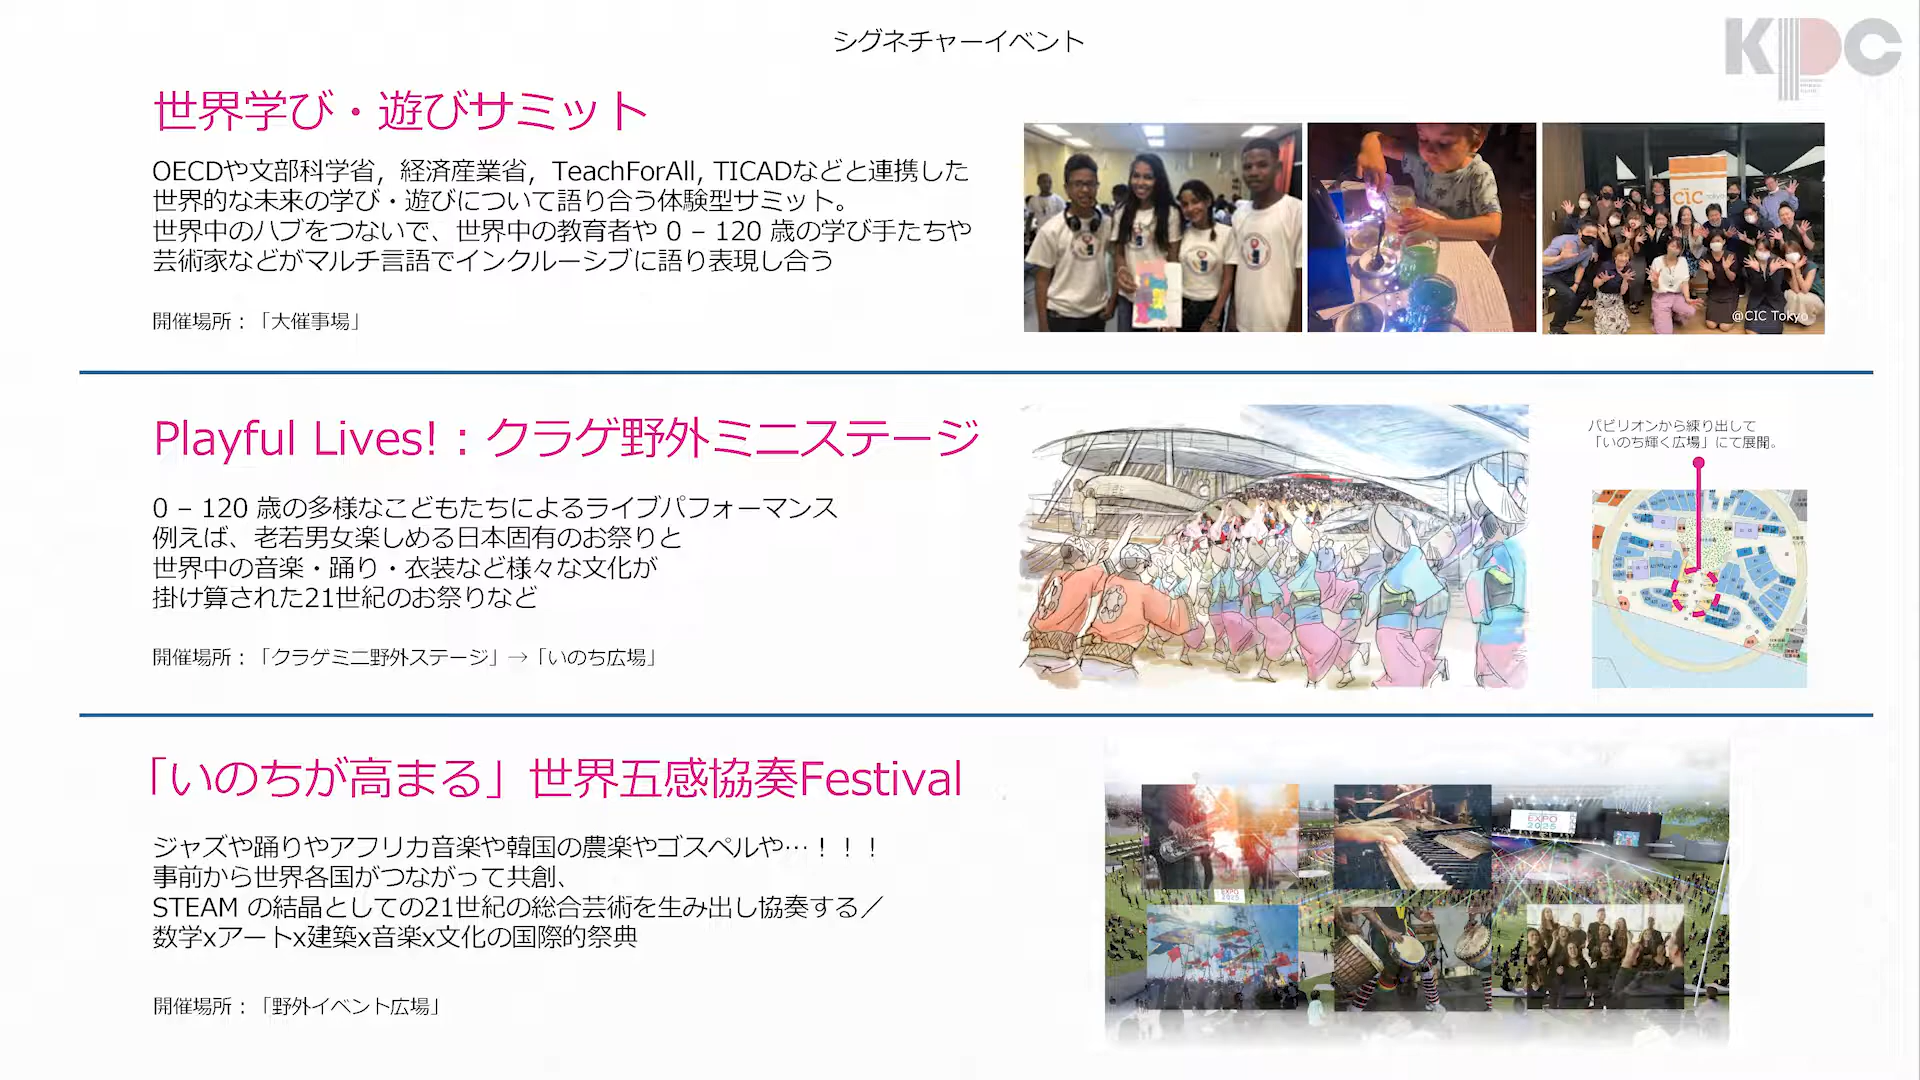 シグネチャーイベント
KPC
世界学び・遊びサミット
OECDや文部科学省，経済産業省，TeachForAll, TICADなどと連携した
世界的な未来の学び・遊びについて語り合う体験型サミット。
世界中のハブをつないで、世界中の教育者や 0 – 120 歳の学び手たちや
芸術家などがマルチ言語でインクルーシブに語り表現し合う
開催場所：「大催事場」
CIC
@CIC Tokyo
Playful Lives!：クラゲ野外ミニステージ
0 – 120 歳の多様なこどもたちによるライブパフォーマンス
例えば、老若男女楽しめる日本固有のお祭りと
世界中の音楽・踊り・衣装など様々な文化が
掛け算された21世紀のお祭りなど
開催場所：「クラゲミニ野外ステージ」→「いのち広場」
パビリオンから練り出して
「いのち輝く広場」にて展開。
「いのちが高まる」世界五感協奏Festival
ジャズや踊りやアフリカ音楽や韓国の農楽やゴスペルや…！！！
事前から世界各国がつながって共創、
STEAM の結晶としての21世紀の総合芸術を生み出し協奏する／
数学xアートx建築x音楽x文化の国際的祭典
開催場所：「野外イベント広場」
EXPO
2025
EXPO
2025